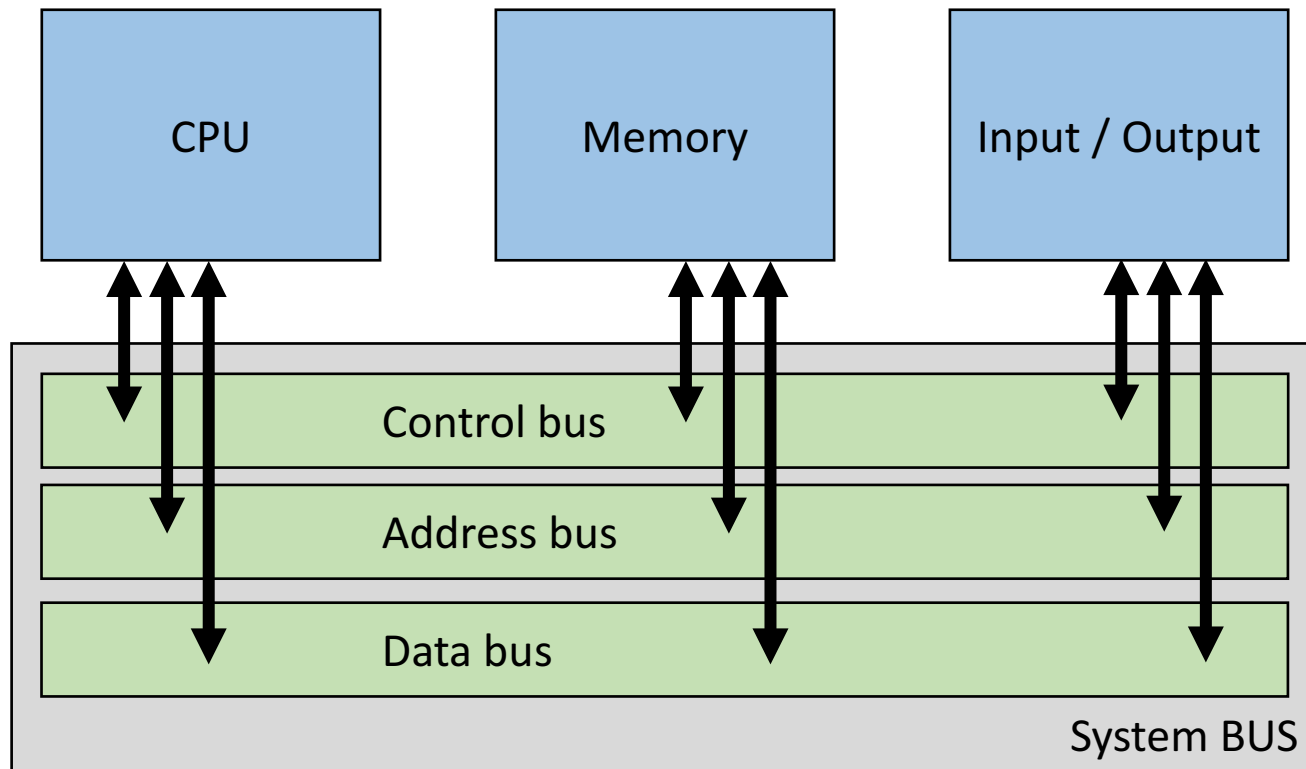 CPU
Memory
Input / Output
Control bus
Address bus
Data bus
System BUS